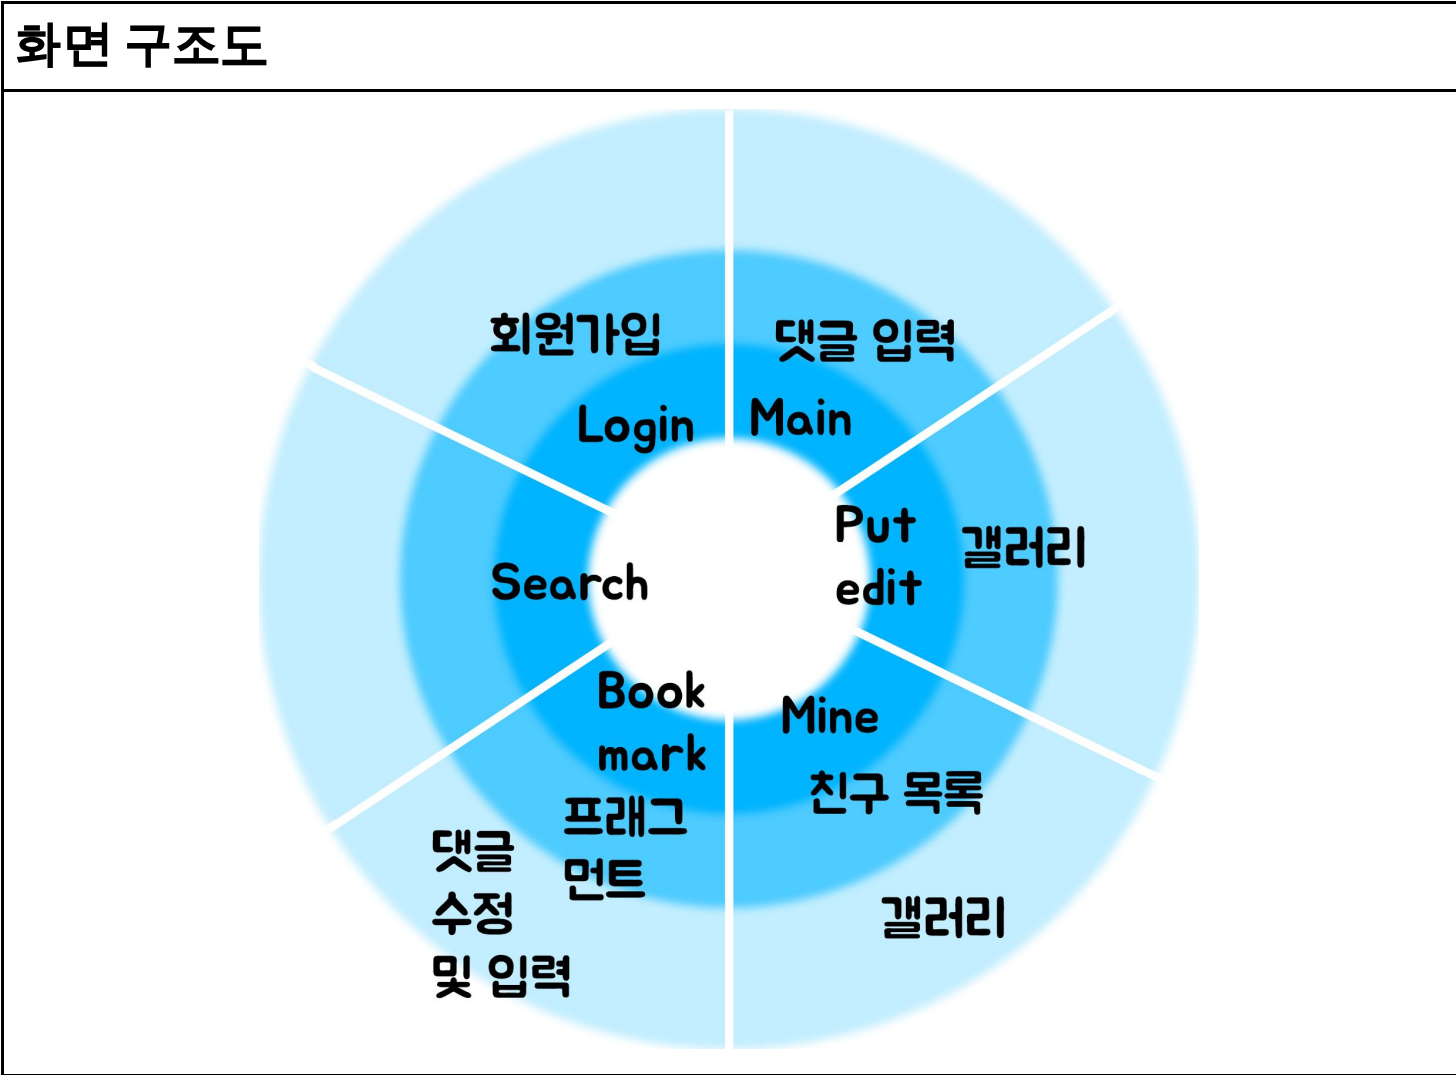 화면 구조도
회원가입
댓글 입력
Login
Main
Put
edit
갤러리
Search
Book
mark
Mine
프래그
먼트
친구 목록
댓글
수정
및 입력
갤러리